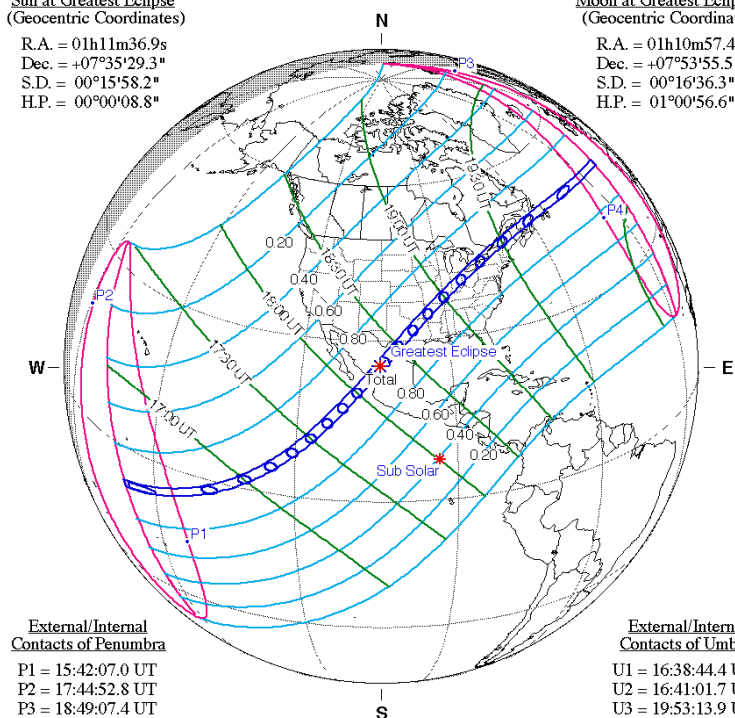 Sun at Greatest Eclipse
(Geocentric Coordinates)
R.A. = 01h11m36.9s
Dec. = +07°35'29.3"
S.D. = 00°15'58.2"
H.P. = 00°00'08.8"
Moon at Greatest Eclipse
(Geocentric Coordina
R.A. = 01h10m57.4
Dec. = +07°53'55.5
S.D. = 00°16'36.3"
H.P. = 01°00'56.6"
N
P3
19:30 UT
19:00 UT
P4
0.20
18:30 UT
0.40
P2
18:00 UT
0.60
0.80
17:30 UT
Greatest Eclipse
W
E
Total
17:00 UT
0.80
0.60
0.40
0.20
Sub Solar
P1
S
External/Internal
Contacts of Penumbra
P1 = 15:42:07.0 UT
P2 = 17:44:52.8 UT
P3 = 18:49:07.4 UT
External/Intern
Contacts of Umb
U1 = 16:38:44.4 U
U2 = 16:41:01.7 U
U3 = 19:53:13.9 U